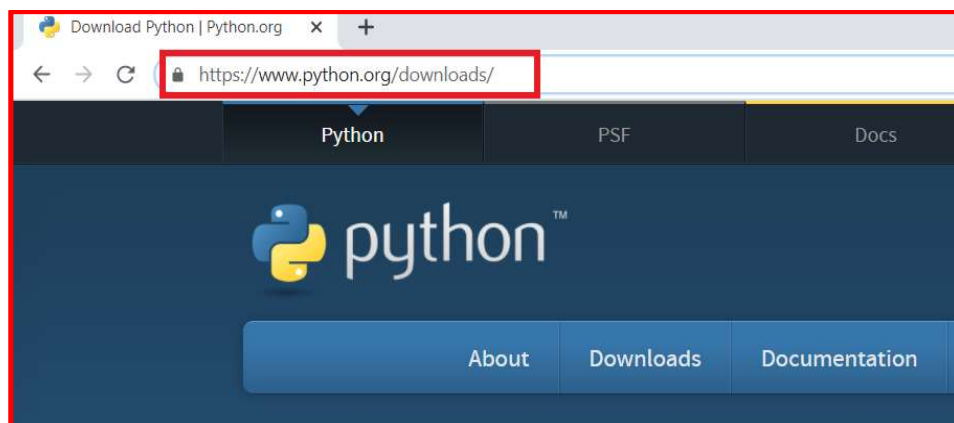 Download Python | Python.org
https://www.python.org/downloads/
Python PSF Docs
python™
About Downloads Documentation